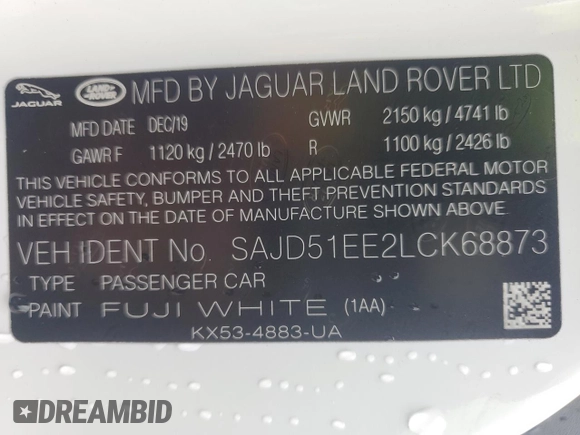 JAGUAR LAND ROVER MFD BY JAGUAR LAND ROVER LTD
MFD DATE DEC/19 GVWR 2150 kg / 4741 lb
GAWR F 1120 kg / 2470 lb R 1100 kg / 2426 lb
THIS VEHICLE CONFORMS TO ALL APPLICABLE FEDERAL MOTOR
VEHICLE SAFETY, BUMPER AND THEFT PREVENTION STANDARDS
IN EFFECT ON THE DATE OF MANUFACTURE SHOWN ABOVE
VEH IDENT No. SAJD51EE2LCK68873
TYPE PASSENGER CAR
PAINT FUJI WHITE (1AA)
KX53-4883-UA
DREAMBID